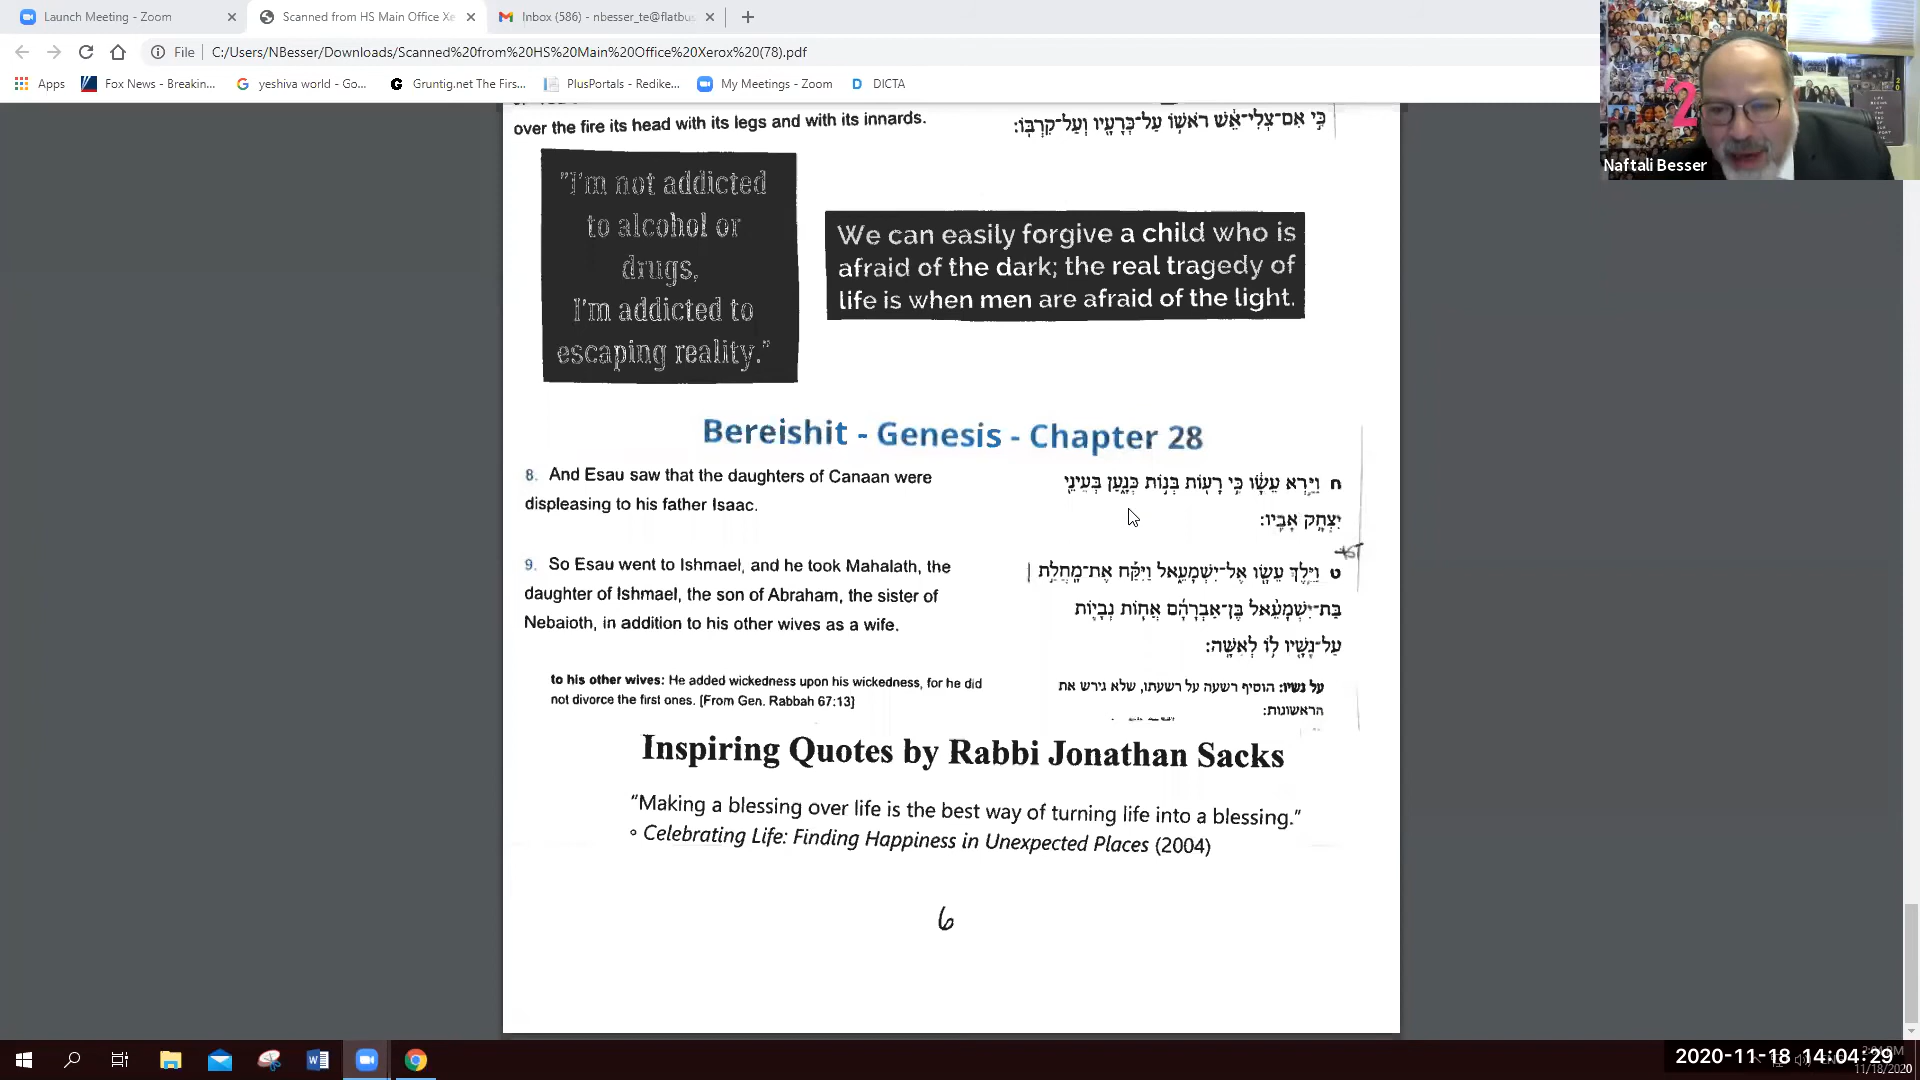 Launch Meeting - Zoom
Scanned from HS Main Office Xe
Inbox (586) - nbesser_te@flatbus
File
C:/Users/NBesser/Downloads/Scanned%20from%20HS%20Main%20Office%20Xerox%20(78).pdf
Apps
Fox News - Breakin...
yeshiva world - Go...
Gruntig.net The Firs...
PlusPortals - Redike...
My Meetings - Zoom
DICTA
Naftali Besser
over the fire its head with its legs and with its innards.
כִּ֣י אִם־צְלִי־אֵ֔שׁ רֹאשׁ֥וֹ עַל־כְּרָעָ֖יו וְעַל־קִרְבּֽוֹ:
"I'm not addicted
to alcohol or
drugs,
I'm addicted to
escaping reality."
We can easily forgive a child who is
afraid of the dark; the real tragedy of
life is when men are afraid of the light.
Bereishit - Genesis - Chapter 28
8. And Esau saw that the daughters of Canaan were
displeasing to his father Isaac.
ח וַיַּ֣רְא עֵשָׂ֔ו כִּ֥י רָע֖וֹת בְּנ֣וֹת כְּנָ֑עַן בְּעֵינֵ֖י
יִצְחָ֥ק אָבִֽיו:
9. So Esau went to Ishmael, and he took Mahalath, the
daughter of Ishmael, the son of Abraham, the sister of
Nebaioth, in addition to his other wives as a wife.
ט וַיֵּ֥לֶךְ עֵשָׂ֖ו אֶל־יִשְׁמָעֵ֑אל וַיִּקַּ֡ח אֶת־מָֽחֲלַ֣ת |
בַּת־יִשְׁמָעֵ֨אל בֶּן־אַבְרָהָ֜ם אֲח֧וֹת נְבָי֛וֹת
עַל־נָשָׁ֖יו ל֥וֹ לְאִשָּֽׁה:
to his other wives: He added wickedness upon his wickedness, for he did
not divorce the first ones. [From Gen. Rabbah 67:13]
על נשיו: הוסיף רשעה על רשעתו, שלא גירש את
הראשונות:
Inspiring Quotes by Rabbi Jonathan Sacks
"Making a blessing over life is the best way of turning life into a blessing."
° Celebrating Life: Finding Happiness in Unexpected Places (2004)
6
2020-11-18 14:04:29
11/18/2020